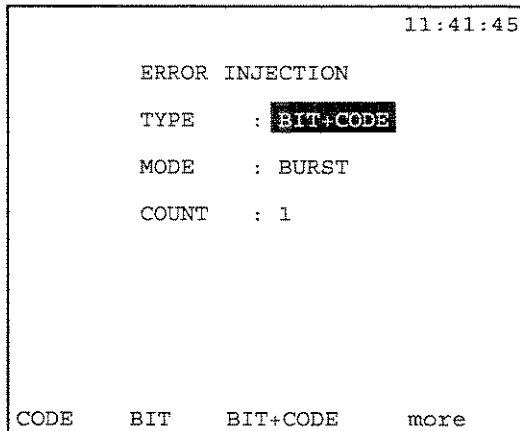 11:41:45
ERROR INJECTION
TYPE : BIT+CODE
MODE : BURST
COUNT : 1
CODE BIT BIT+CODE more